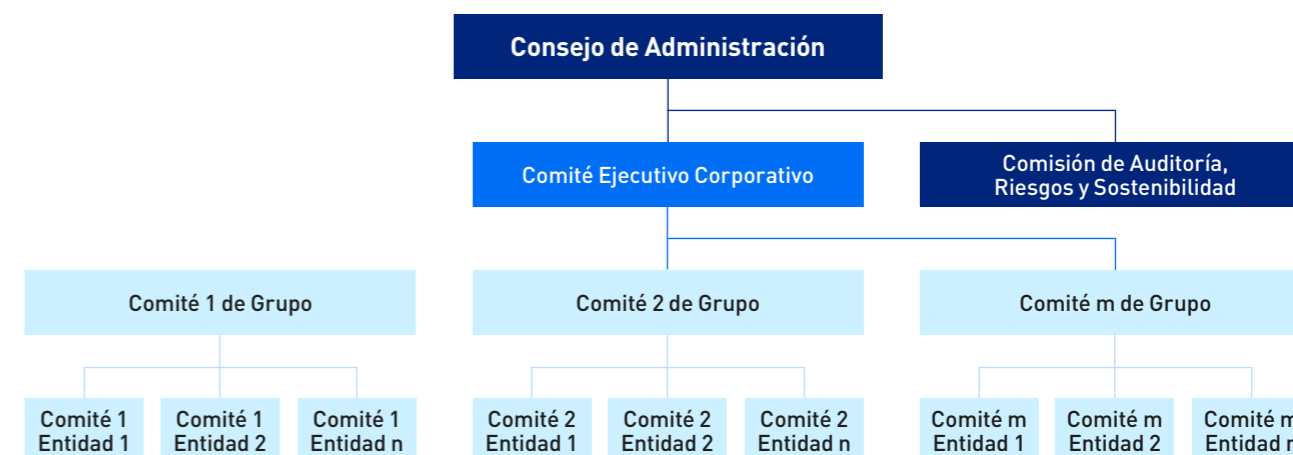 Consejo de Administración
Comité Ejecutivo Corporativo
Comisión de Auditoría,
Riesgos y Sostenibilidad
Comité 1 de Grupo
Comité 2 de Grupo
Comité m de Grupo
Comité 1
Entidad 1
Comité 1
Entidad 2
Comité 1
Entidad n
Comité 2
Entidad 1
Comité 2
Entidad 2
Comité 2
Entidad n
Comité m
Entidad 1
Comité m
Entidad 2
Comité m
Entidad n